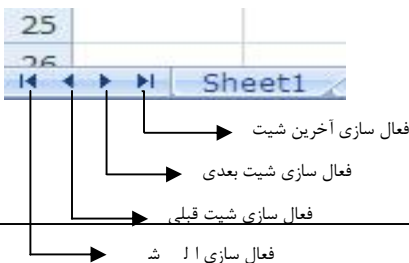 25
26
Sheet1
فعال سازی آخرین شیت
فعال سازی شیت بعدی
فعال سازی شیت قبلی
فعال سازی